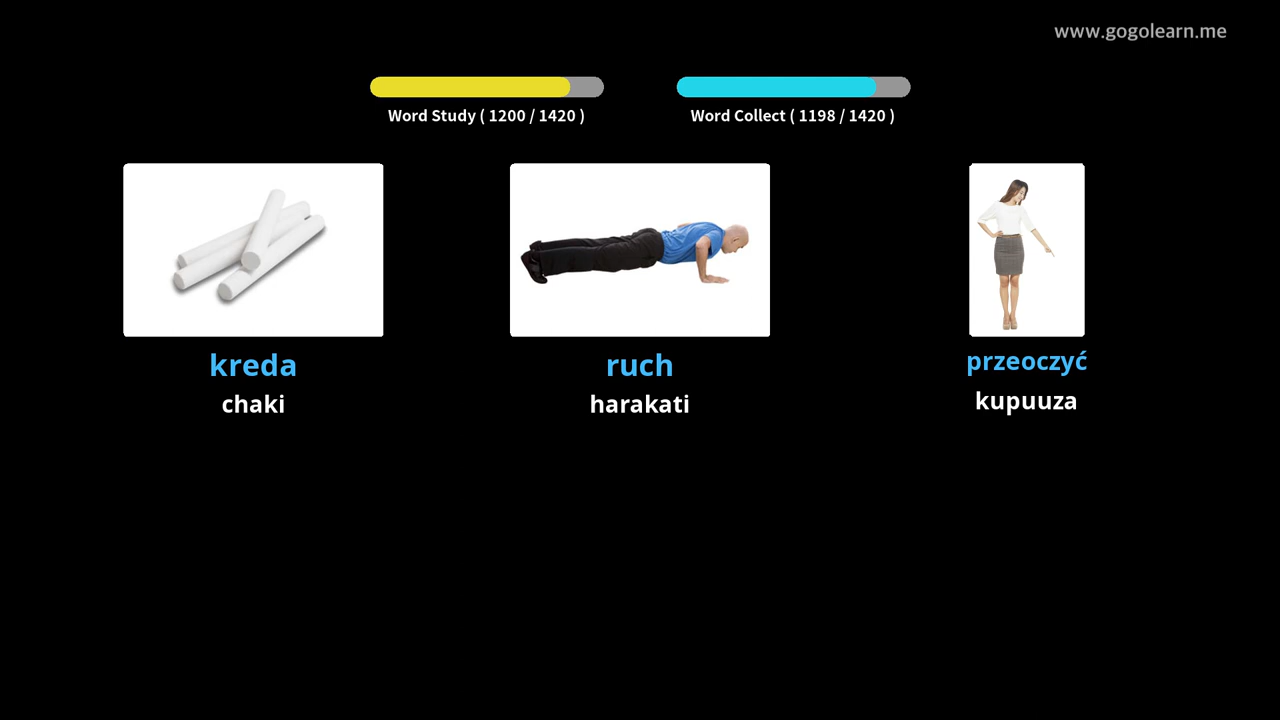 www.gogolearn.me
Word Study ( 1200 / 1420 )
Word Collect ( 1198 / 1420 )
kreda
chaki
ruch
harakati
przeoczyć
kupuuza